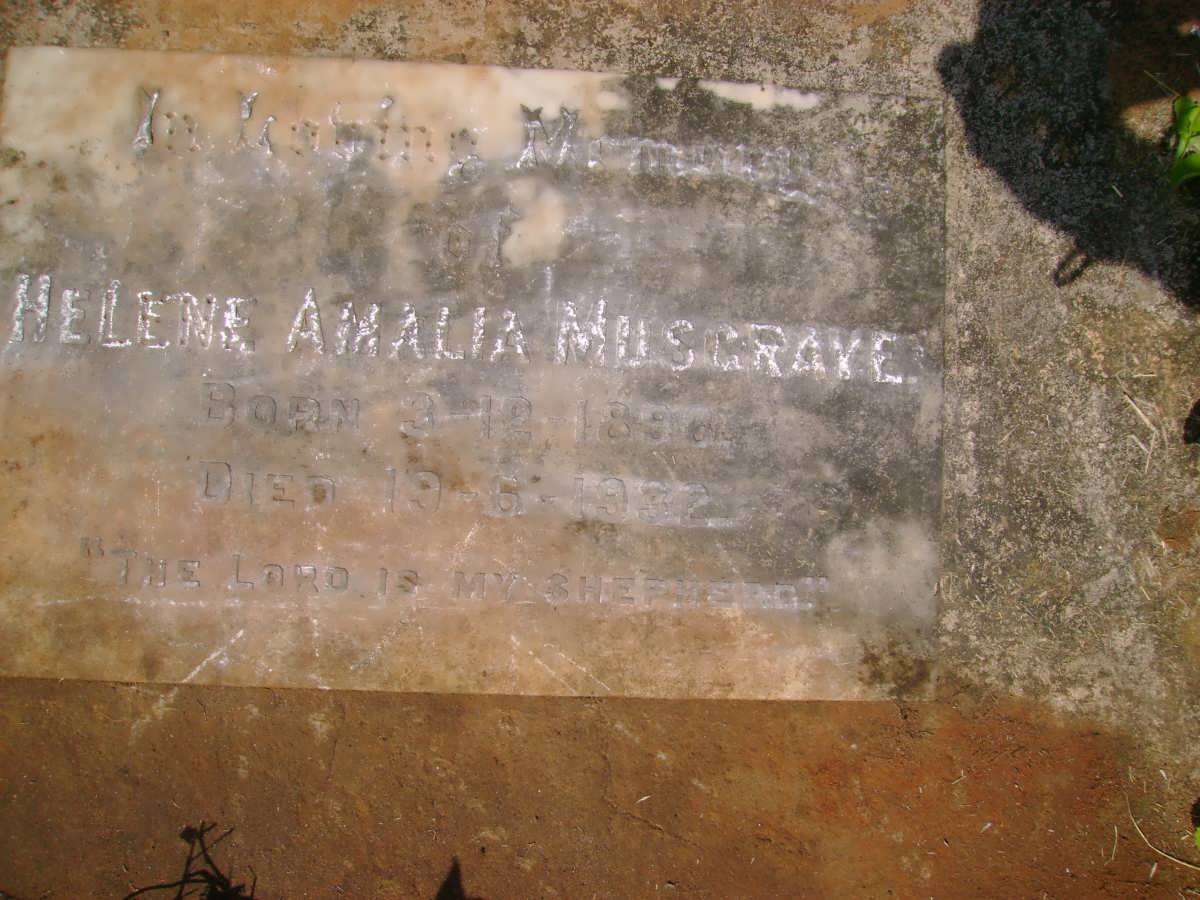 In Loving Memory
of
HELENE AMALIA MUSGRAVE
BORN 3-12-
DIED 19-6-1932
"THE LORD IS MY SHEPHERD"